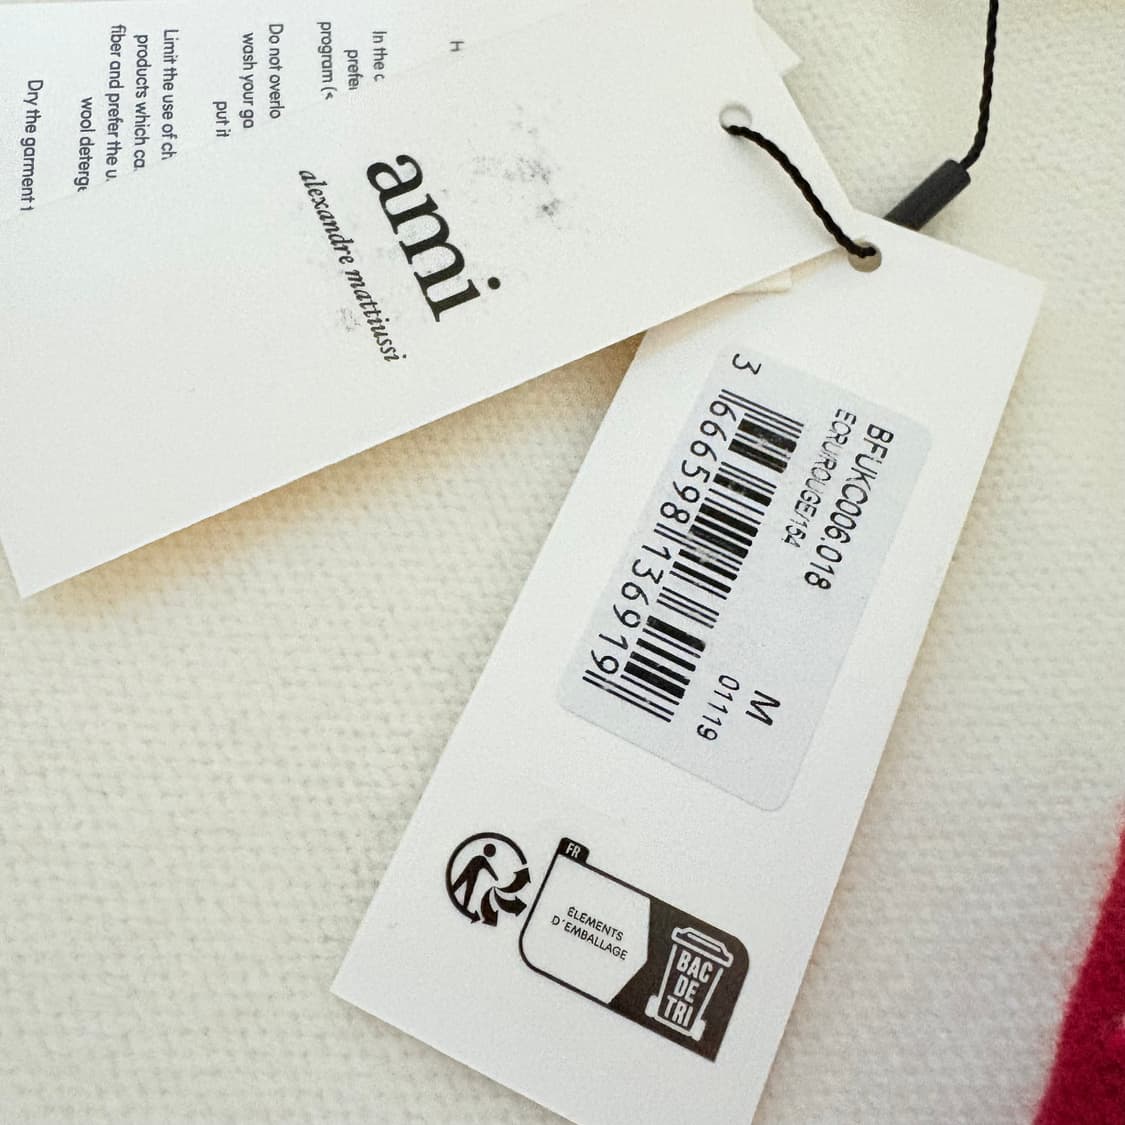 ami
alexandre mattiussi
H
In the c
prefer
program (<
Do not overlo
wash your ga
put it
Limit the use of ch
products which ca
fiber and prefer the u
wool deterge
Dry the garment t
BFUKC006.018
ECRU/ROUGE/154
M
01119
3 666598 136919
FR
ÉLÉMENTS
D'EMBALLAGE
BAC
DE
TRI